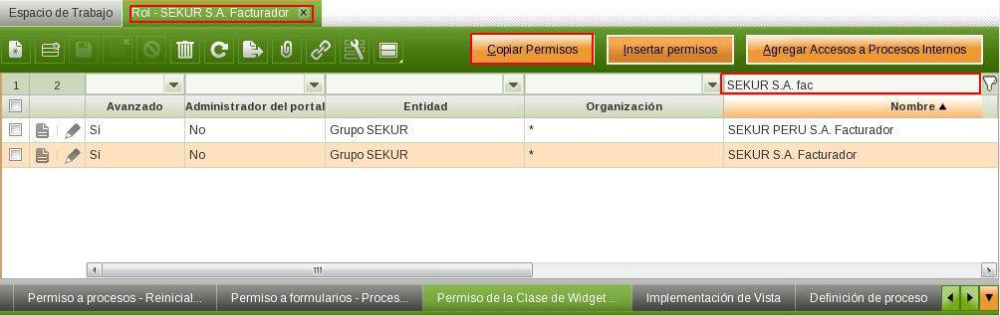 Espacio de Trabajo
Rol - SEKUR S.A. Facturador x
Copiar Permisos
Insertar permisos
Agregar Accesos a Procesos Internos
1 2
SEKUR S.A. fac
Avanzado Administrador del portal Entidad Organización Nombre
Sí No Grupo SEKUR * SEKUR PERU S.A. Facturador
Sí No Grupo SEKUR * SEKUR S.A. Facturador
Permiso a procesos - Reinicial... Permiso a formularios - Proces... Permiso de la Clase de Widget ... Implementación de Vista Definición de proceso